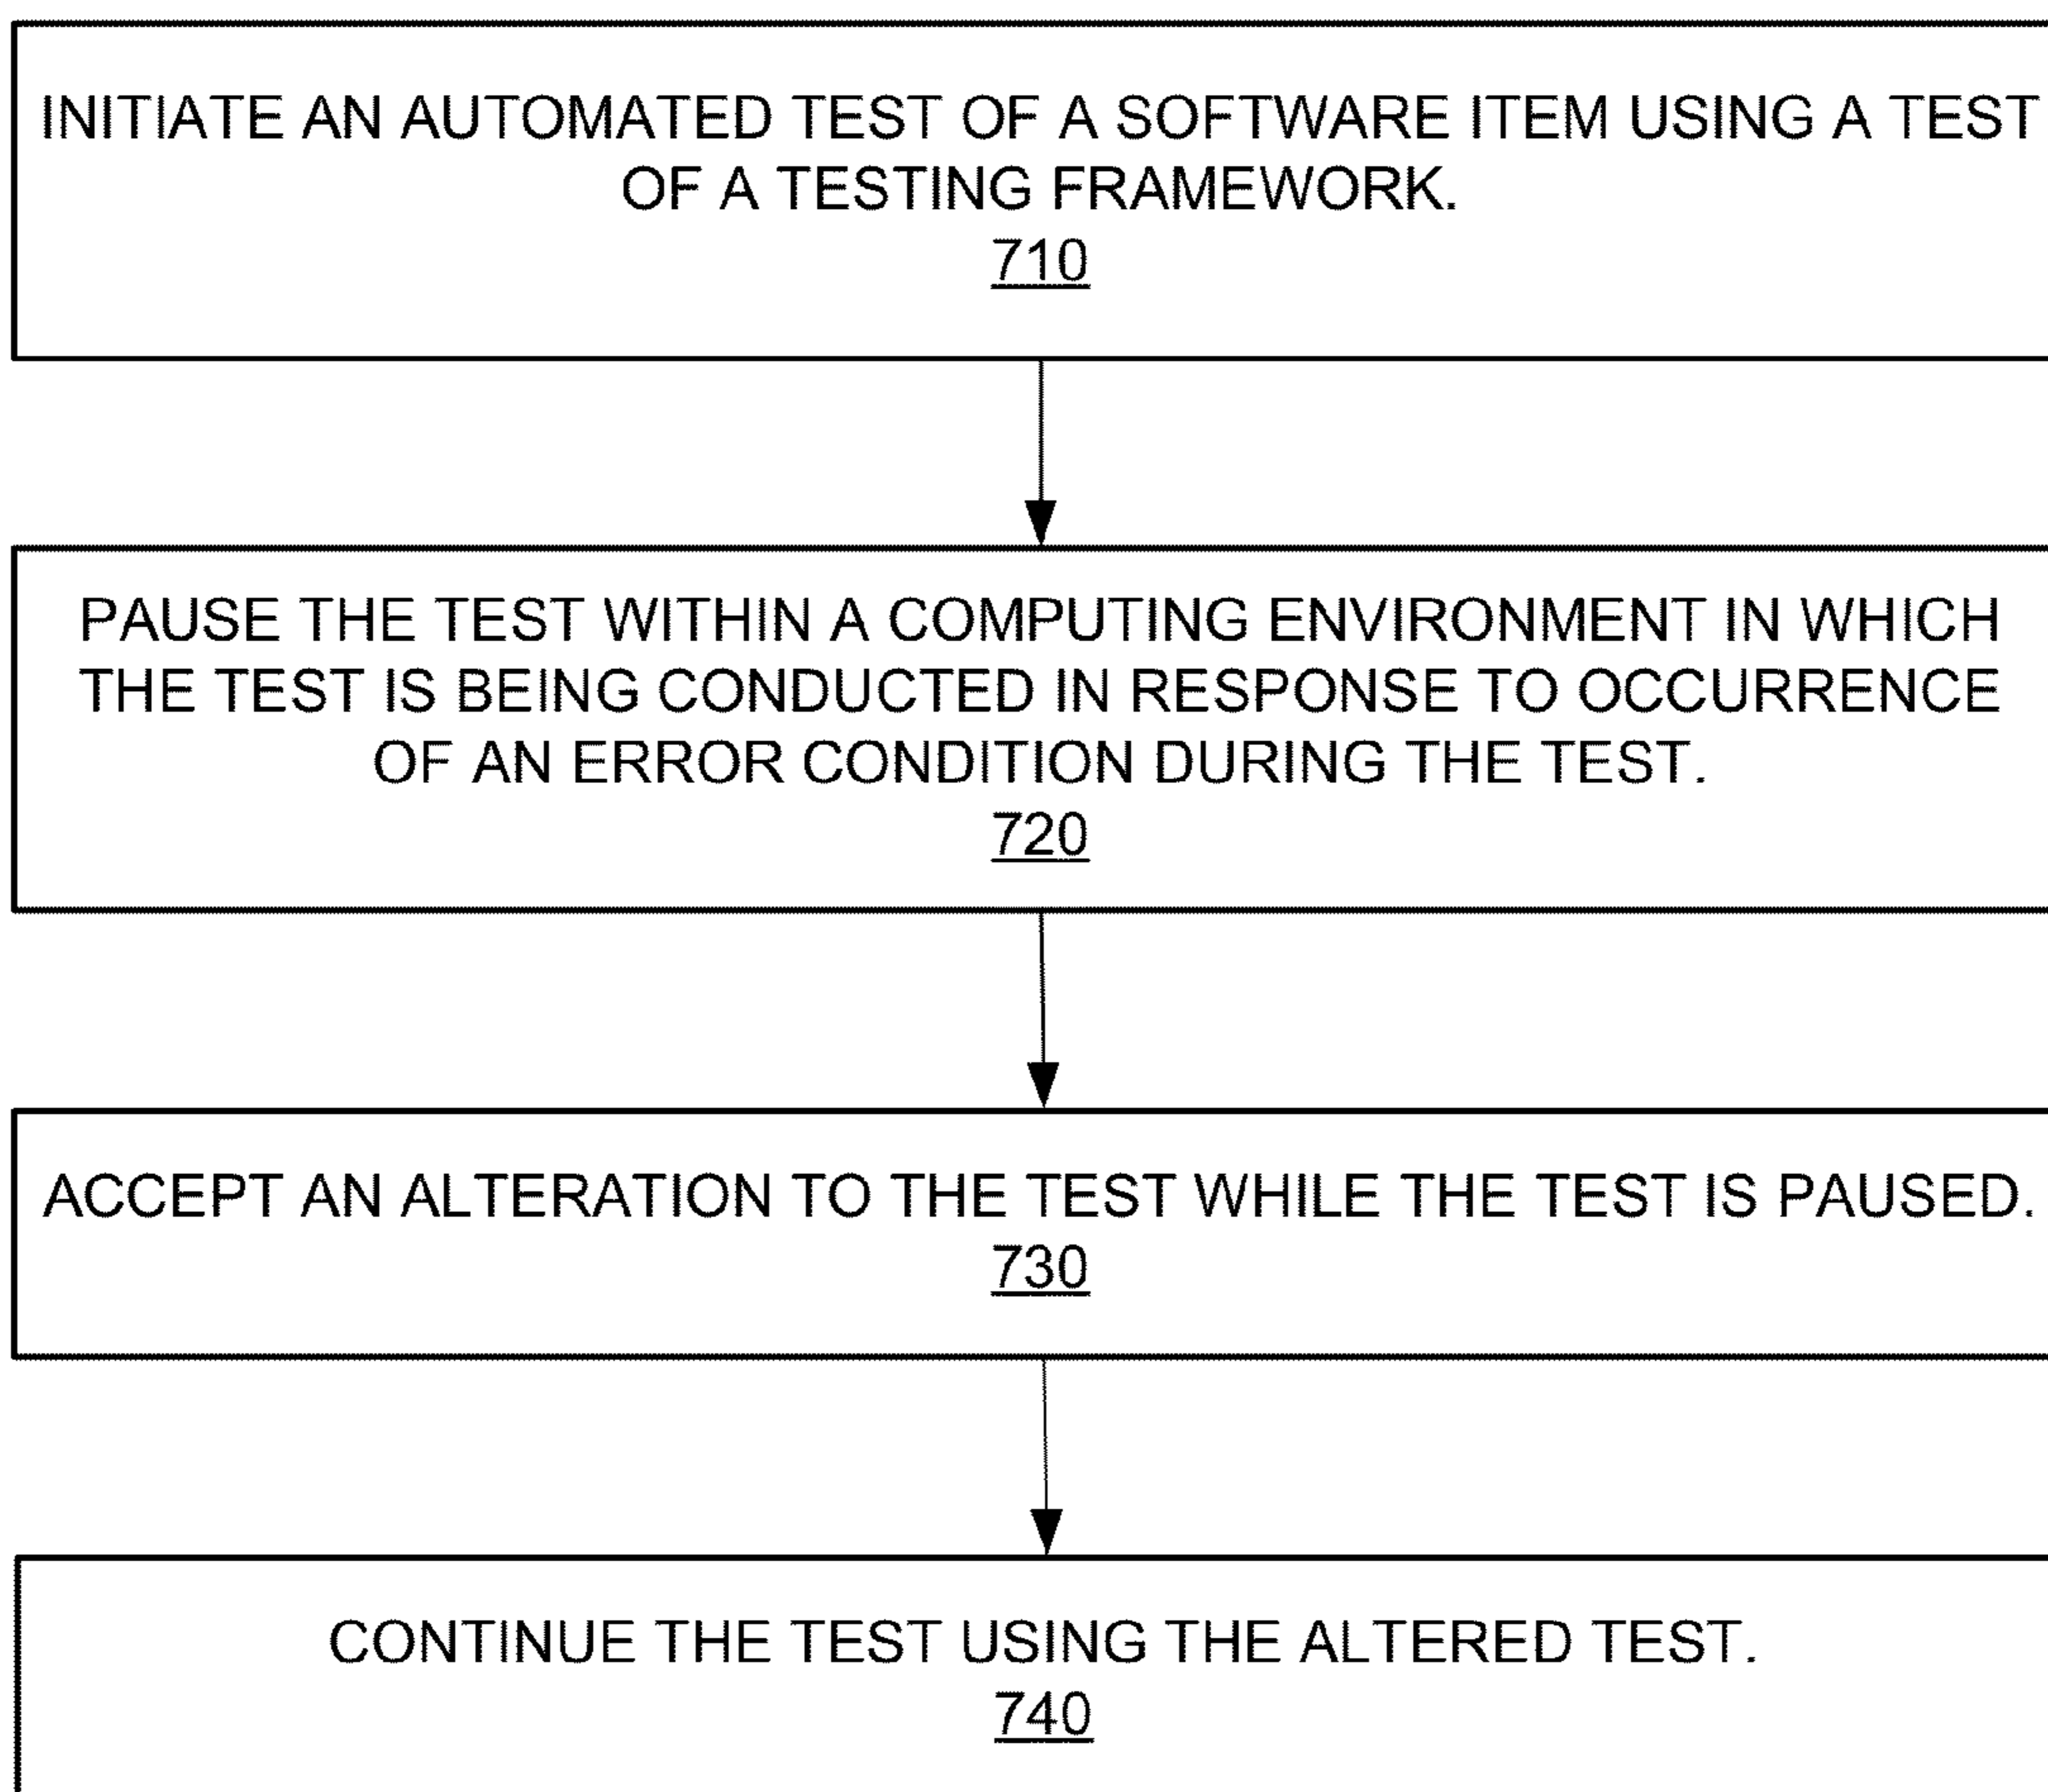 INITIATE AN AUTOMATED TEST OF A SOFTWARE ITEM USING A TEST
OF A TESTING FRAMEWORK.
710
PAUSE THE TEST WITHIN A COMPUTING ENVIRONMENT IN WHICH
THE TEST IS BEING CONDUCTED IN RESPONSE TO OCCURRENCE
OF AN ERROR CONDITION DURING THE TEST.
720
ACCEPT AN ALTERATION TO THE TEST WHILE THE TEST IS PAUSED.
730
CONTINUE THE TEST USING THE ALTERED TEST.
740